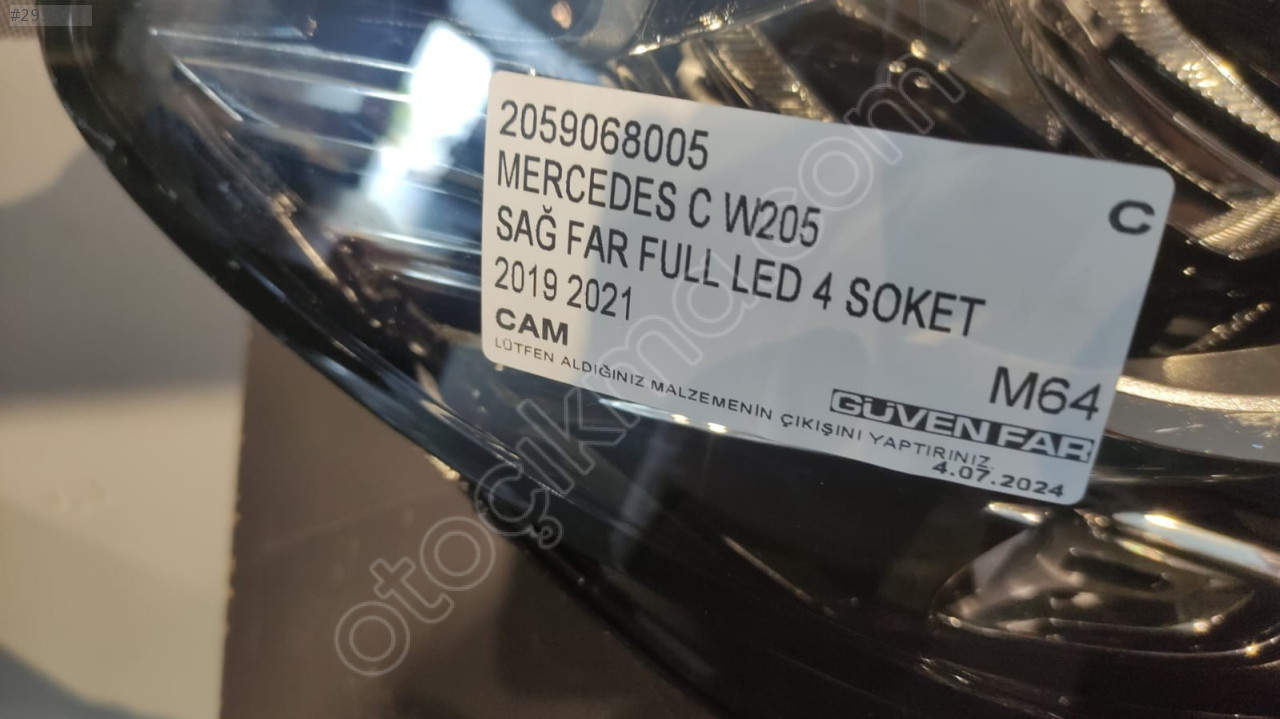 #29
2059068005
MERCEDES C W205
C
SAĞ FAR FULL LED 4 SOKET
2019 2021
CAM
M64
LÜTFEN ALDIĞINIZ MALZEMENİN ÇIKIŞINI YAPTIRINIZ.
GÜVEN FAR
4.07.2024
otoçıkma.com